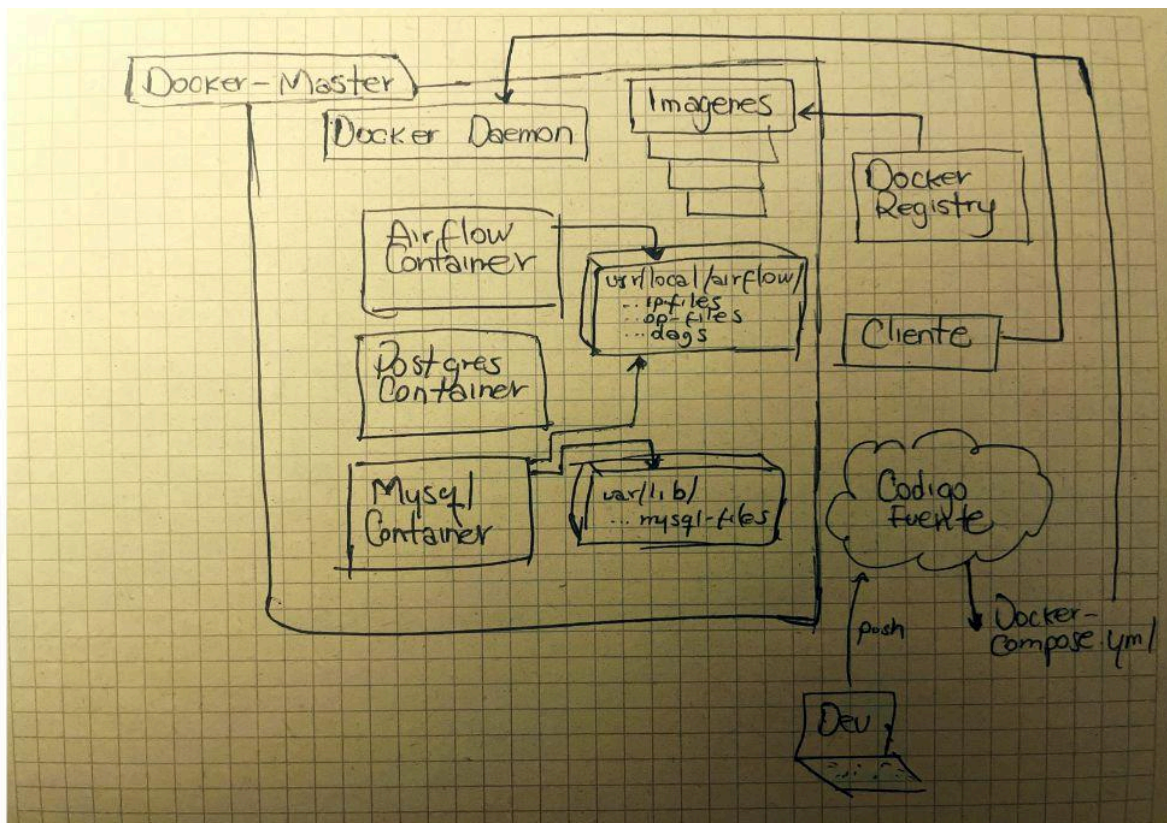 Docker-Master
Docker Daemon
Imagenes
Docker
Registry
Airflow
Container
usr/local/airflow/
...ip-files
...op-files
...dags
Cliente
Postgres
Container
Mysql
Container
var/lib/
... mysql-files
Codigo
Fuente
push
Docker-
compose.yml
Dev